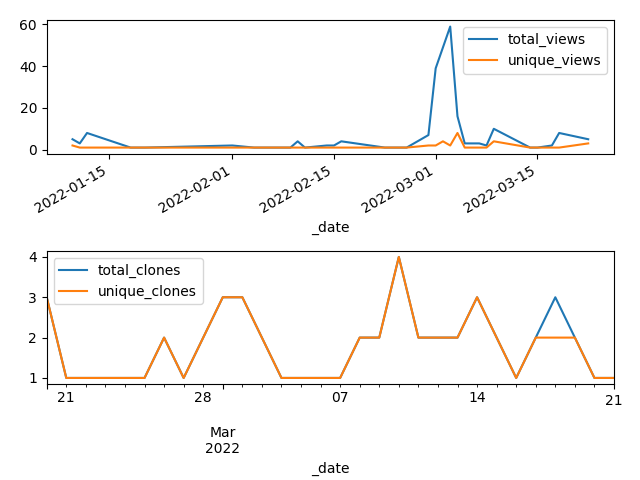 60
40
20
0
total_views
unique_views
2022-01-15
2022-02-01
2022-02-15
2022-03-01
2022-03-15
_date
4
3
2
1
total_clones
unique_clones
21
28
07
14
21
Mar
2022
_date